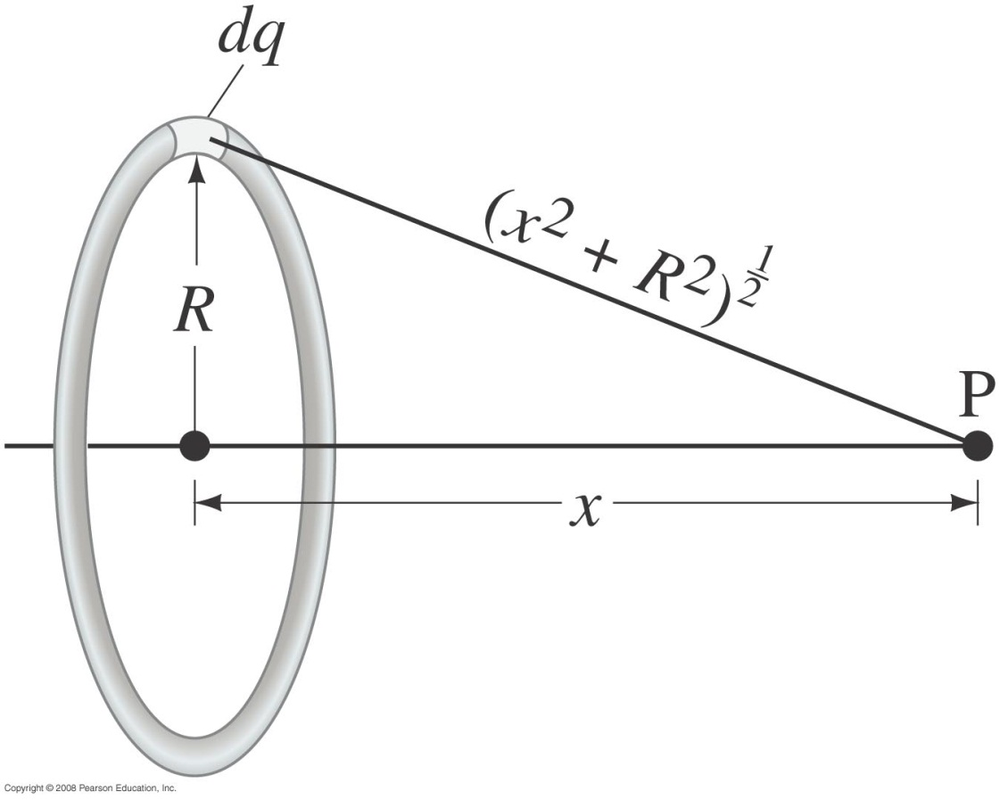 dq
(x² + R²)^½
R
P
x
Copyright © 2008 Pearson Education, Inc.